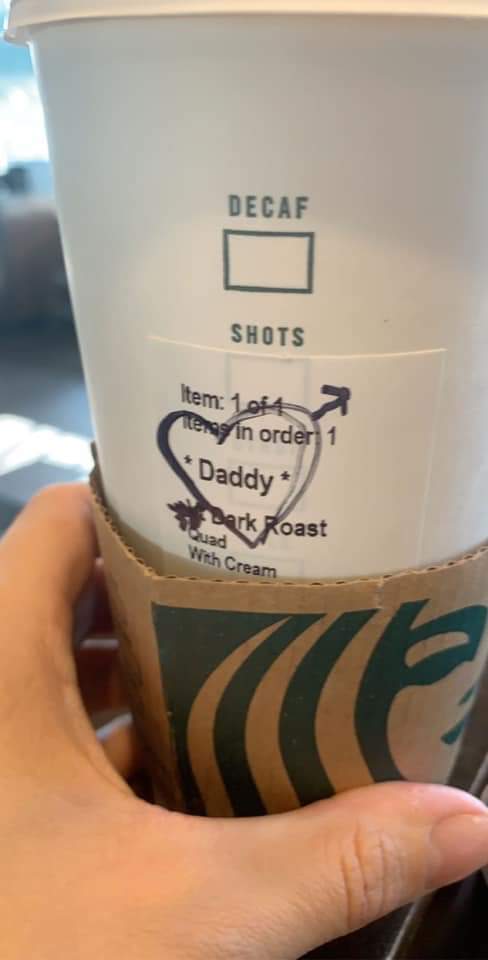 DECAF
SHOTS
Item: 1 of 1
Items in order: 1
* Daddy *
Dark Roast
Quad
With Cream